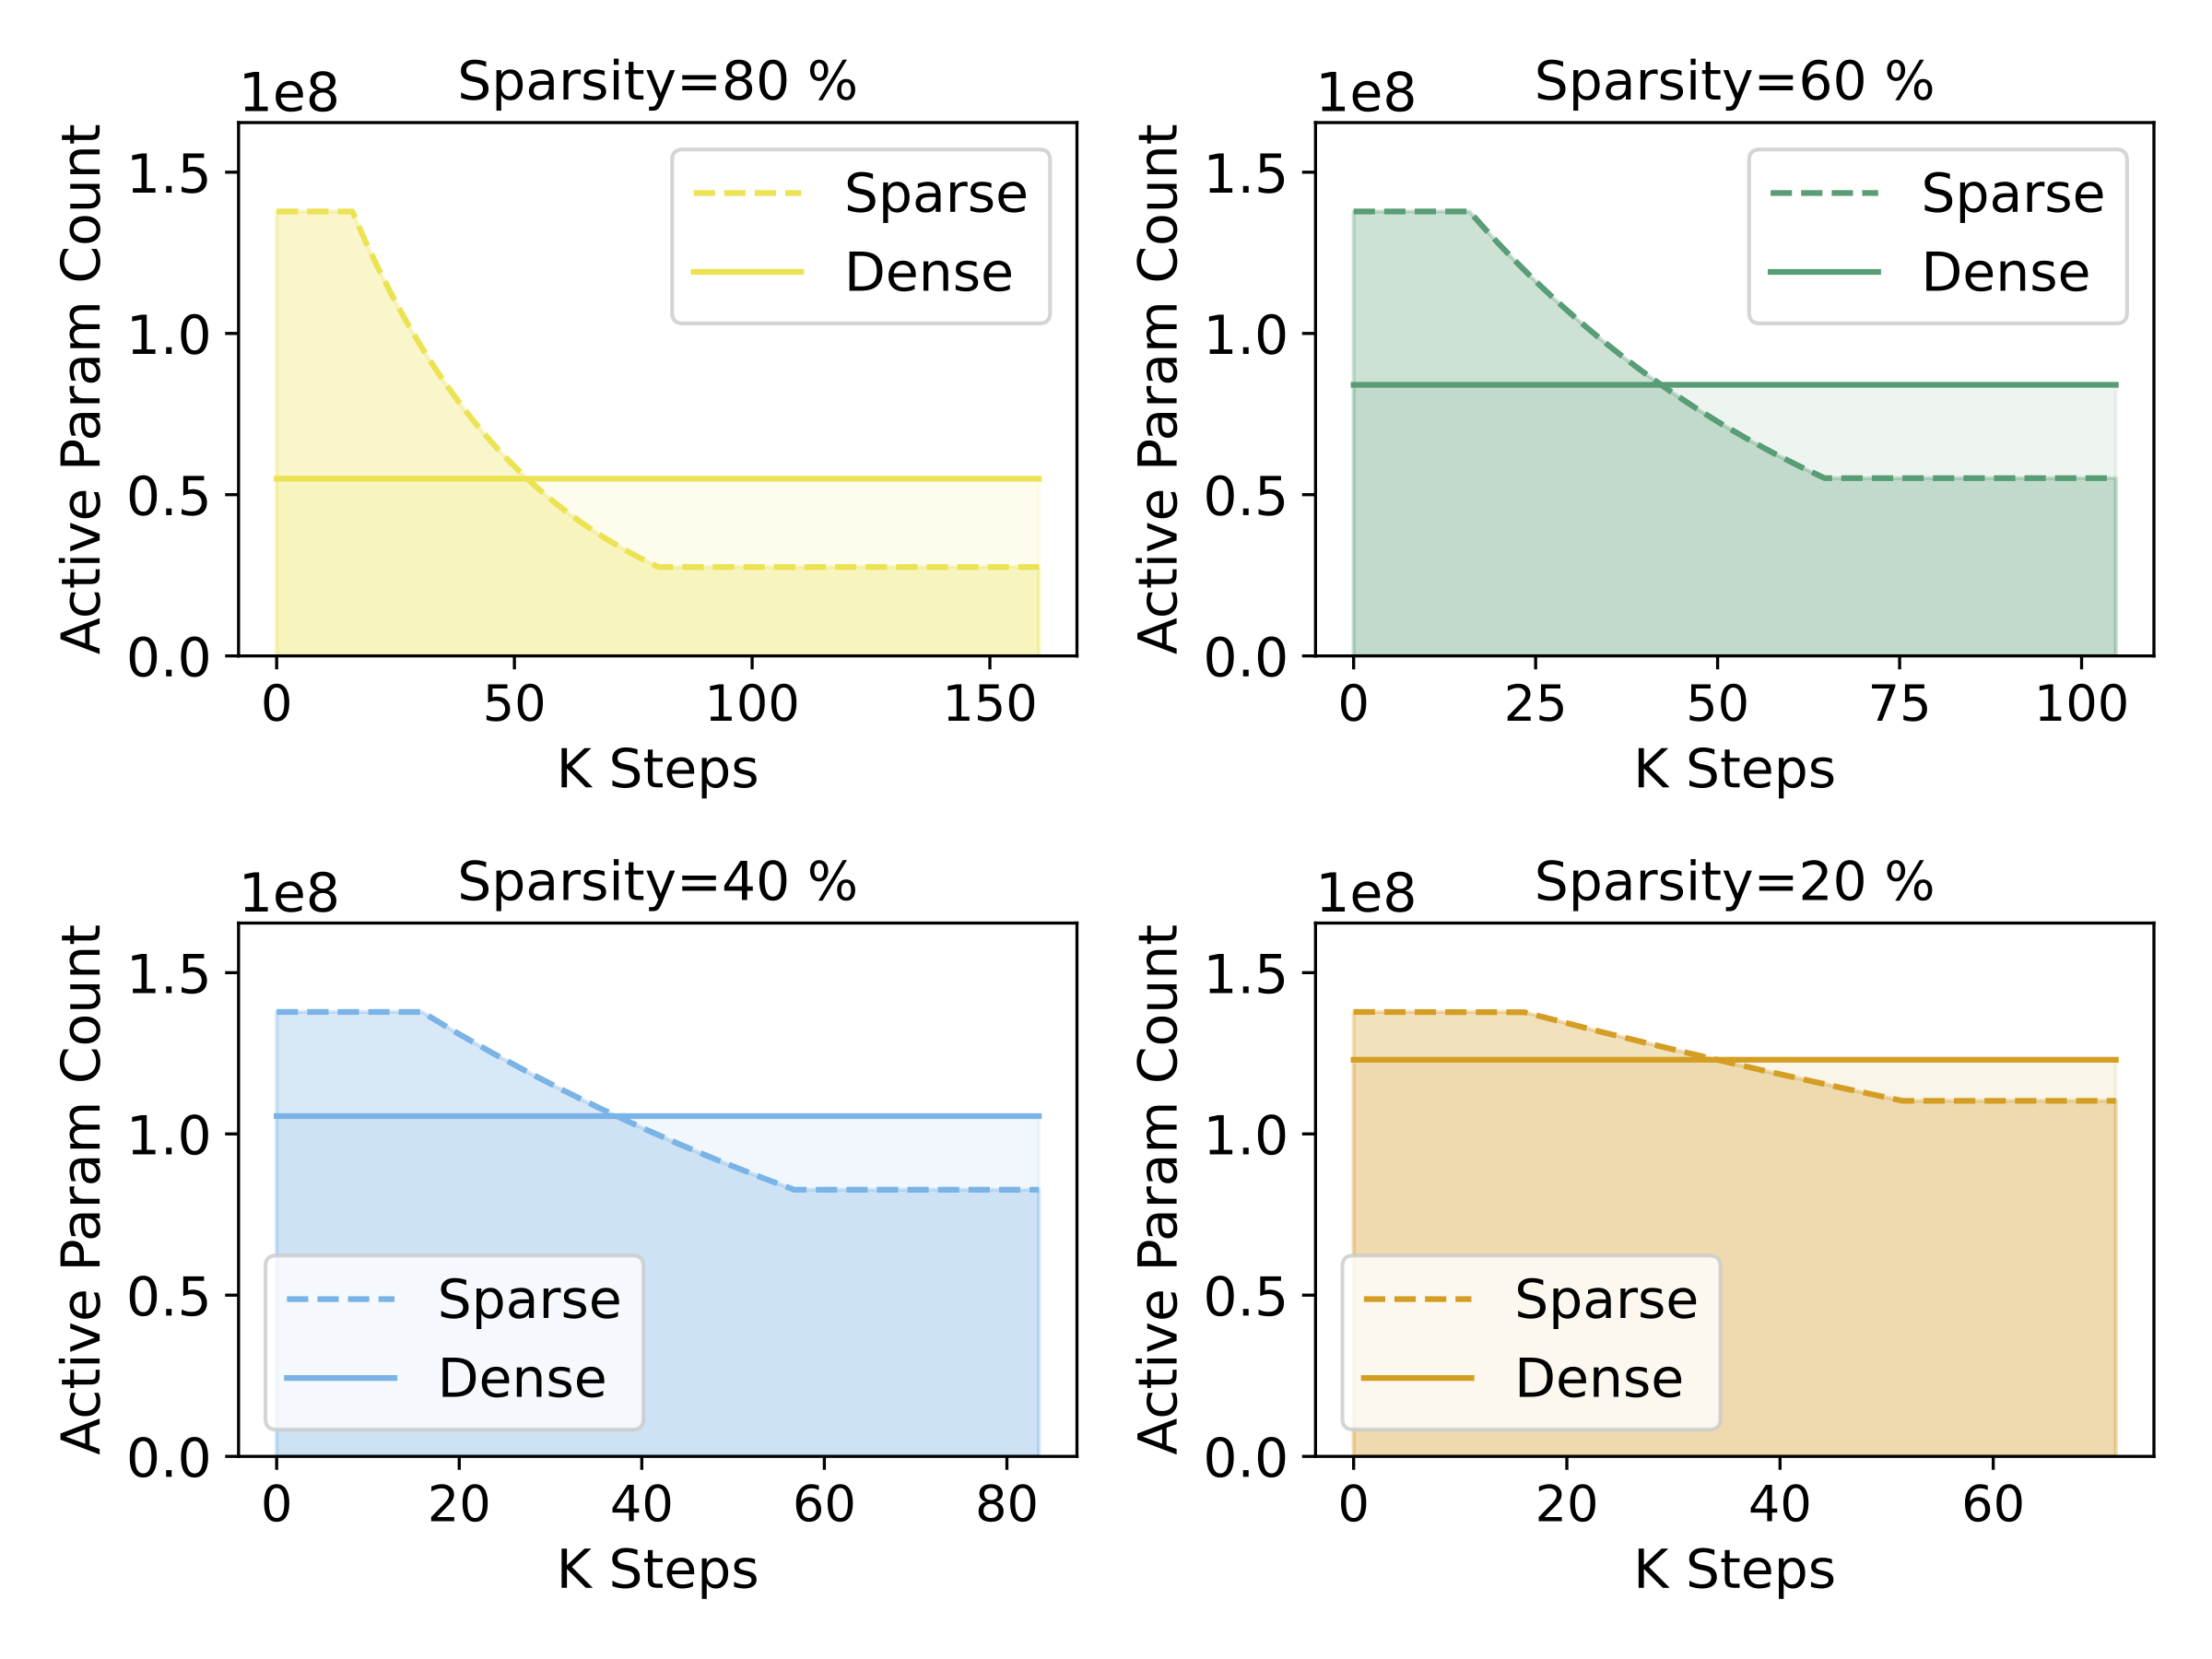 Sparsity=80 %
1e8
Active Param Count
1.5
1.0
0.5
0.0
Sparse
Dense
0 50 100 150
K Steps
Sparsity=60 %
1e8
Active Param Count
1.5
1.0
0.5
0.0
Sparse
Dense
0 25 50 75 100
K Steps
Sparsity=40 %
1e8
Active Param Count
1.5
1.0
0.5
0.0
Sparse
Dense
0 20 40 60 80
K Steps
Sparsity=20 %
1e8
Active Param Count
1.5
1.0
0.5
0.0
Sparse
Dense
0 20 40 60
K Steps